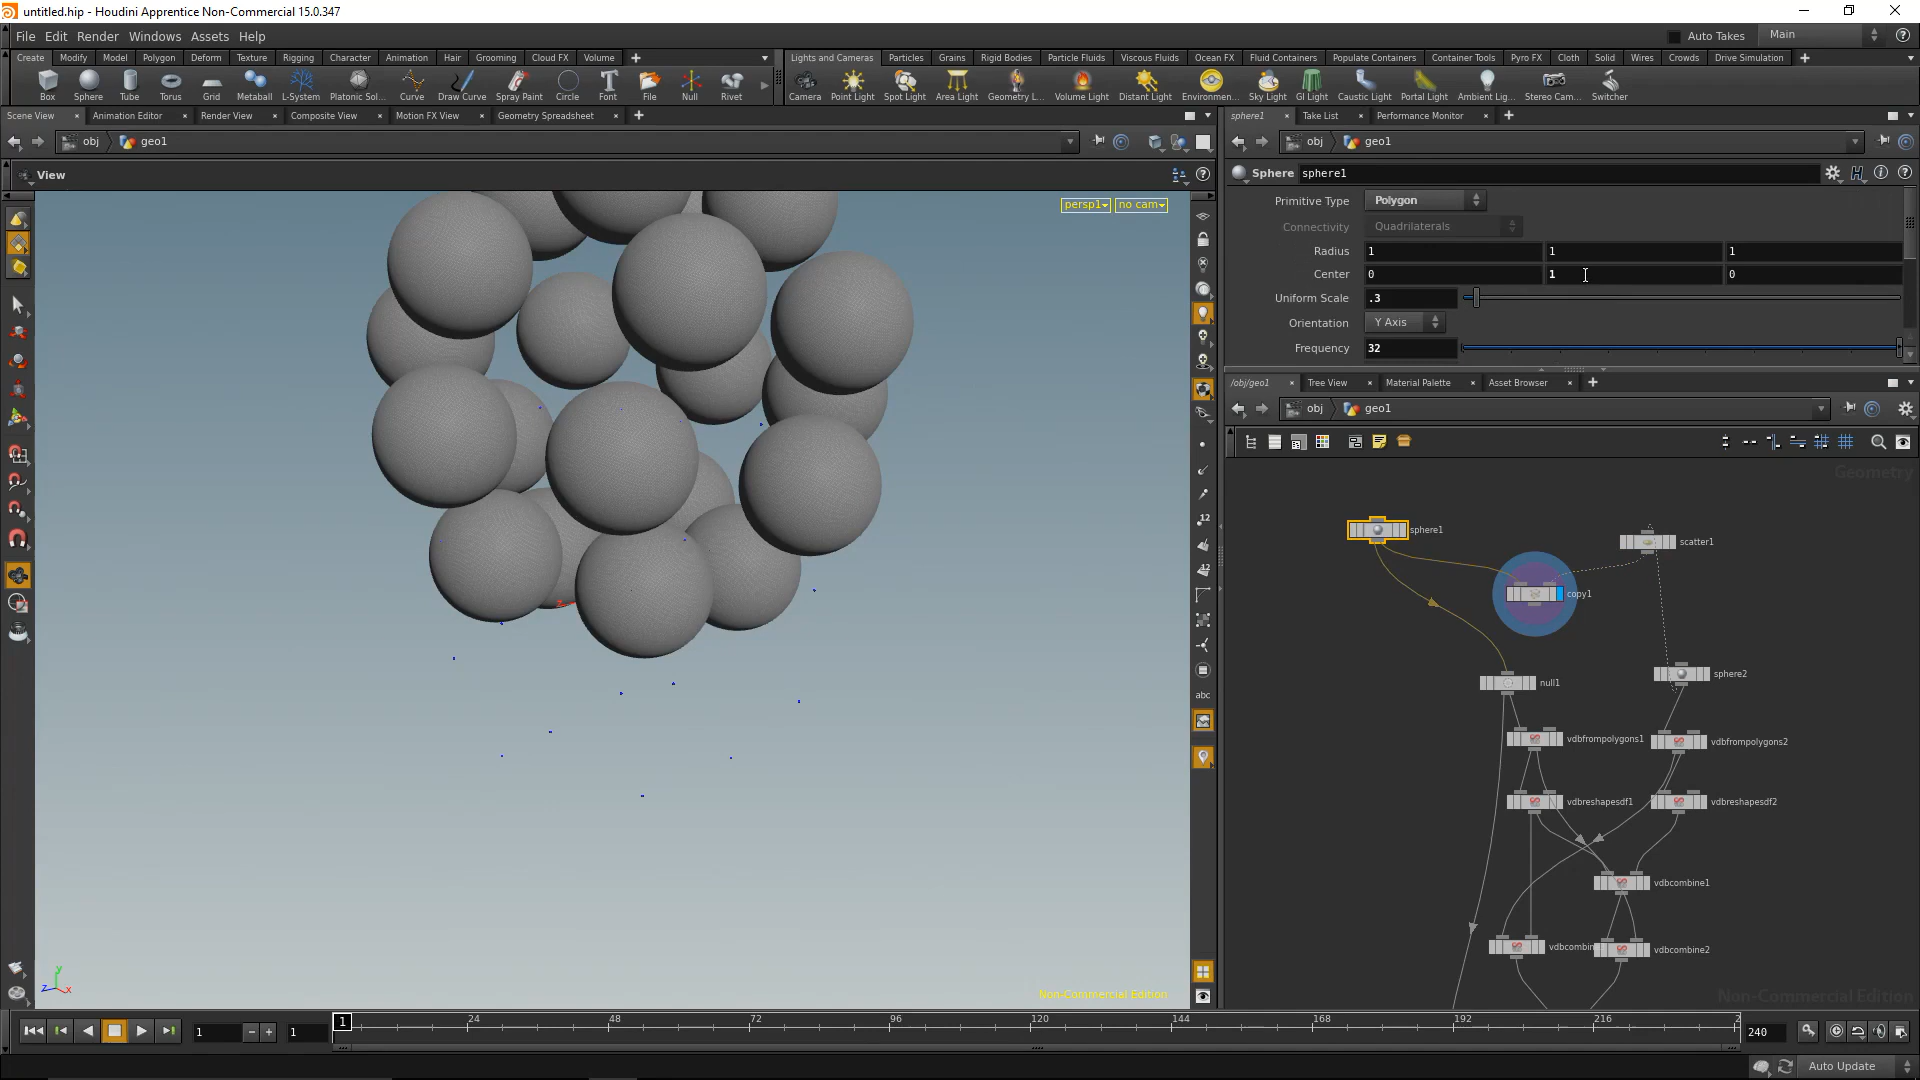 untitled.hip - Houdini Apprentice Non-Commercial 15.0.347
File Edit Render Windows Assets Help
Auto Takes Main
Create Modify Model Polygon Deform Texture Rigging Character Animation Hair Grooming Cloud FX Volume
Lights and Cameras Particles Grains Rigid Bodies Particle Fluids Viscous Fluids Ocean FX Fluid Containers Populate Containers Container Tools Pyro FX Cloth Solid Wires Crowds Drive Simulation
Box Sphere Tube Torus Grid Metaball L-System Platonic Sol... Curve Draw Curve Spray Paint Circle Font File Null Rivet
Camera Point Light Spot Light Area Light Geometry L... Volume Light Distant Light Environmen... Sky Light GI Light Caustic Light Portal Light Ambient Lig... Stereo Cam... Switcher
Scene View Animation Editor Render View Composite View Motion FX View Geometry Spreadsheet
sphere1 Take List Performance Monitor
obj geo1
obj geo1
View
persp1 no cam
Sphere sphere1
Primitive Type Polygon
Connectivity Quadrilaterals
Radius 1 1 1
Center 0 1 0
Uniform Scale .3
Orientation Y Axis
Frequency 32
/obj/geo1 Tree View Material Palette Asset Browser
obj geo1
Geometry
sphere1
scatter1
copy1
sphere2
null1
vdbfrompolygons1 vdbfrompolygons2
vdbreshapesdf1 vdbreshapesdf2
vdbcombine1
vdbcombin vdbcombine2
12
12
abc
y
z x
z
Non-Commercial Edition
Non-Commercial Edition
1 1 1 24 48 72 96 120 144 168 192 216 2 240
Auto Update